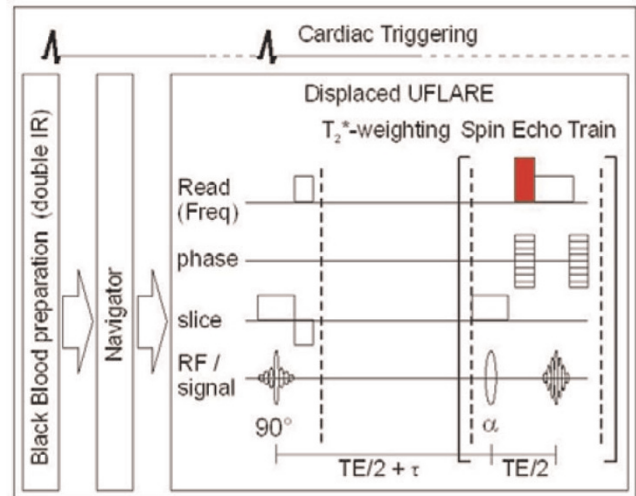 Cardiac Triggering
Black Blood preparation (double IR)
Navigator
Displaced UFLARE
T2*-weighting
Spin Echo Train
Read
(Freq)
phase
slice
RF /
signal
90°
α
TE/2 + τ
TE/2